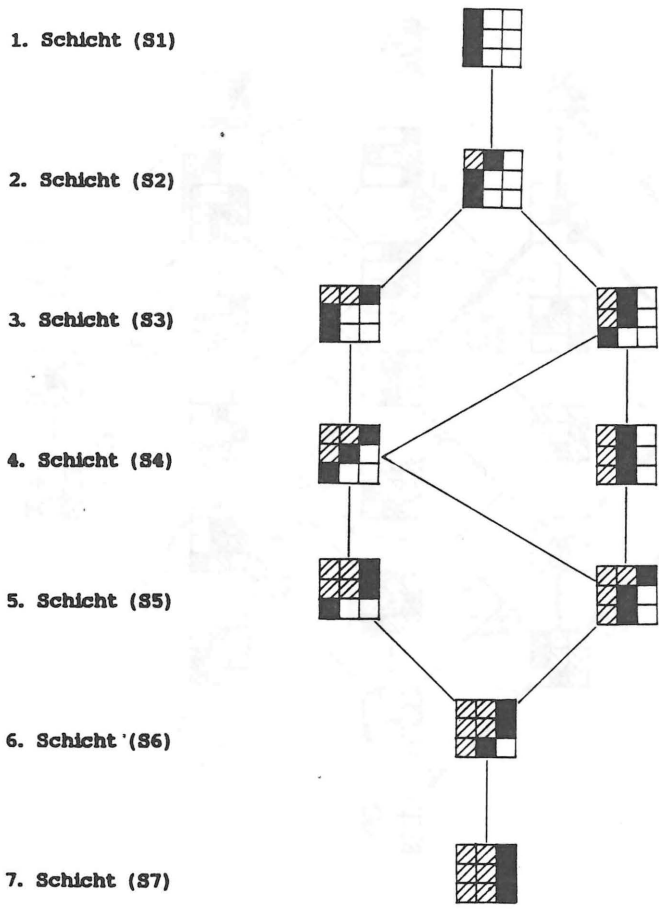 1. Schicht (S1)
2. Schicht (S2)
3. Schicht (S3)
4. Schicht (S4)
5. Schicht (S5)
6. Schicht (S6)
7. Schicht (S7)